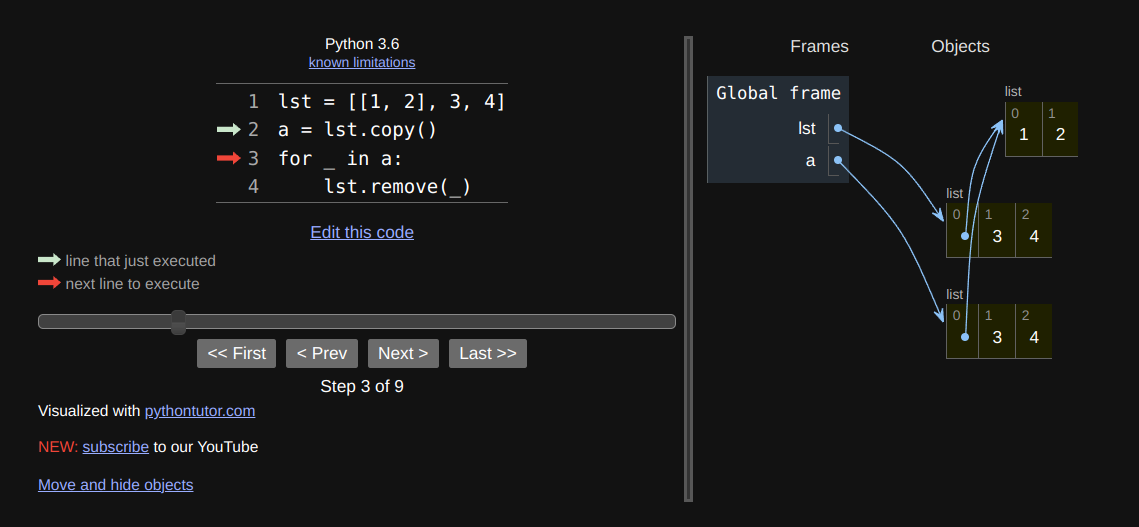 Python 3.6
known limitations
1 lst = [[1, 2], 3, 4]
2 a = lst.copy()
3 for _ in a:
4     lst.remove(_)
Edit this code
line that just executed
next line to execute
<< First < Prev Next > Last >>
Step 3 of 9
Visualized with pythontutor.com
NEW: subscribe to our YouTube
Move and hide objects
Frames Objects
Global frame
lst
a
list
0 1
1 2
list
0 1 2
3 4
list
0 1 2
3 4